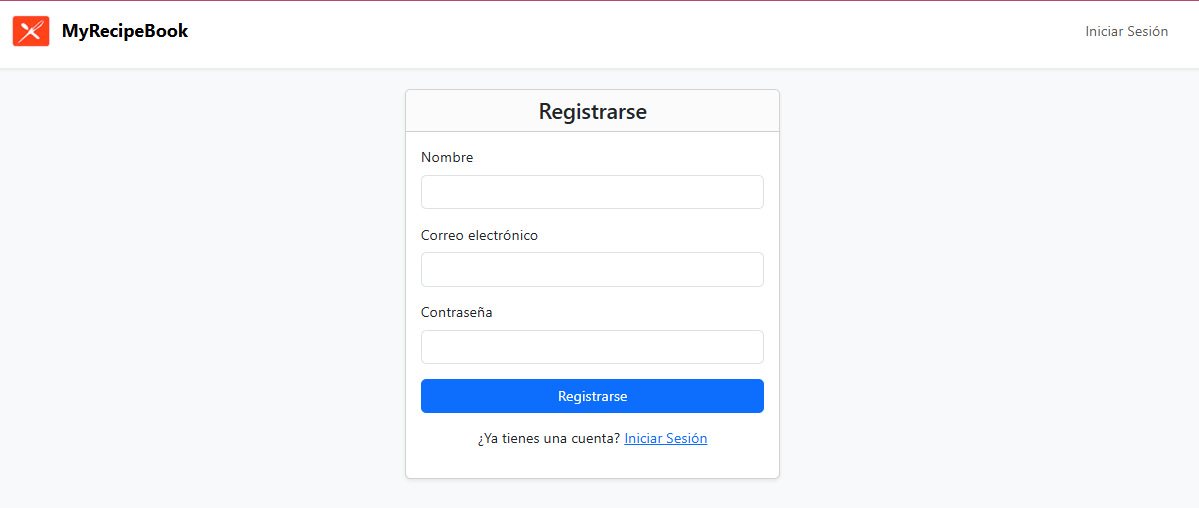 MyRecipeBook
Iniciar Sesión
Registrarse
Nombre
Correo electrónico
Contraseña
Registrarse
¿Ya tienes una cuenta? Iniciar Sesión